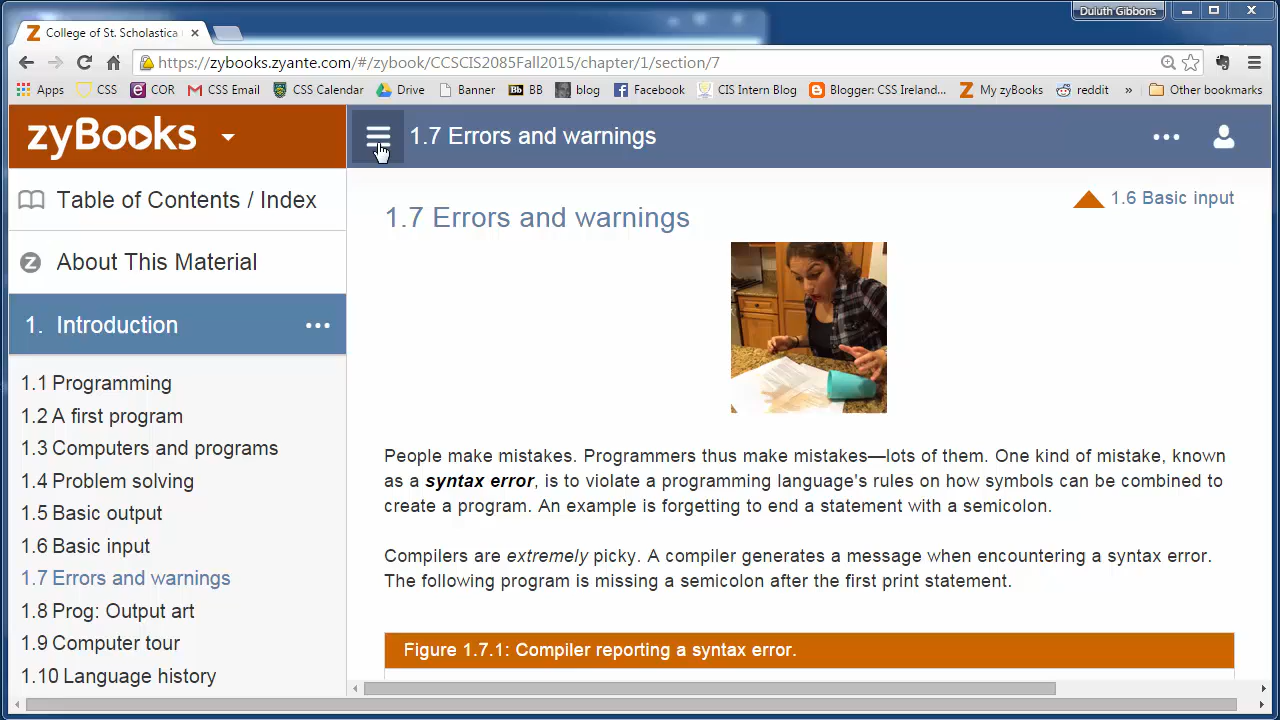 Duluth Gibbons
College of St. Scholastica
https://zybooks.zyante.com/#/zybook/CCSCIS2085Fall2015/chapter/1/section/7
Apps CSS COR CSS Email CSS Calendar Drive Banner Bb BB blog Facebook CIS Intern Blog Blogger: CSS Ireland... My zyBooks reddit » Other bookmarks
zyBooks
1.7 Errors and warnings
Table of Contents / Index
About This Material
1. Introduction
1.1 Programming
1.2 A first program
1.3 Computers and programs
1.4 Problem solving
1.5 Basic output
1.6 Basic input
1.7 Errors and warnings
1.8 Prog: Output art
1.9 Computer tour
1.10 Language history
1.6 Basic input
1.7 Errors and warnings
People make mistakes. Programmers thus make mistakes—lots of them. One kind of mistake, known
as a syntax error, is to violate a programming language's rules on how symbols can be combined to
create a program. An example is forgetting to end a statement with a semicolon.
Compilers are extremely picky. A compiler generates a message when encountering a syntax error.
The following program is missing a semicolon after the first print statement.
Figure 1.7.1: Compiler reporting a syntax error.